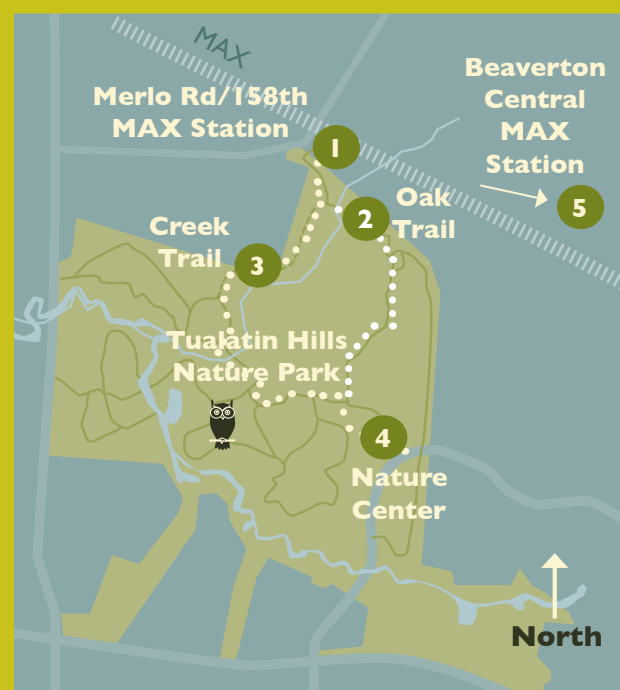 MAX
Merlo Rd/158th
MAX Station
Beaverton
Central
MAX
Station
1
5
2
Oak
Trail
Creek
Trail
3
Tualatin Hills
Nature Park
4
Nature
Center
North